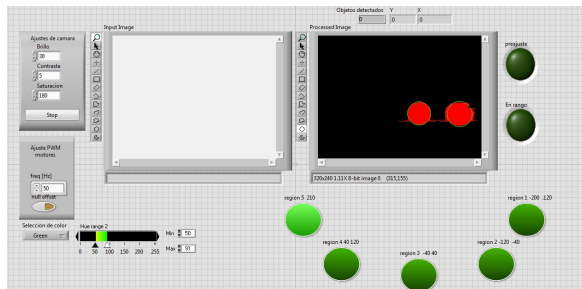 Objetos detectados Y X
0 0 0
Input Image
Processed Image
Ajustes de camara
Brillo
30
Contraste
5
Saturacion
180
Stop
preajuste
En rango
Ajuste PWM
motores
freq [Hz]
50
null offset
320x240 1.11X 8-bit image 0 (315,155)
Seleccion de color
Green
Hue range 2
0 50 100 150 200 255
Min 50
Max 91
region 5 210
region 4 40 120
region 3 -40 40
region 2 -120 -40
region 1 -200 120